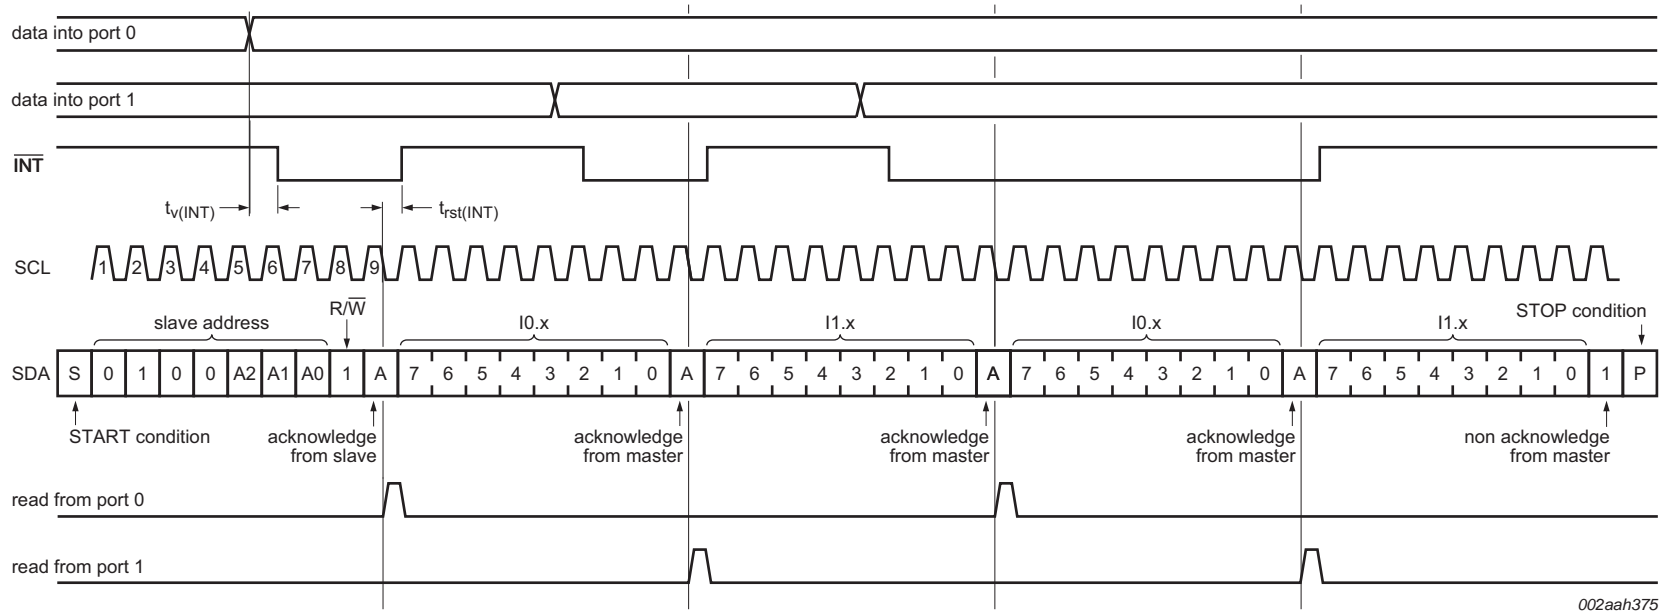 data into port 0
data into port 1
INT
tv(INT) trst(INT)
SCL 1 2 3 4 5 6 7 8 9
R/W
slave address I0.x I1.x I0.x I1.x STOP condition
SDA S 0 1 0 0 A2 A1 A0 1 A 7 6 5 4 3 2 1 0 A 7 6 5 4 3 2 1 0 A 7 6 5 4 3 2 1 0 A 7 6 5 4 3 2 1 0 1 P
START condition acknowledge acknowledge acknowledge acknowledge non acknowledge
from slave from master from master from master from master
read from port 0
read from port 1
002aah375